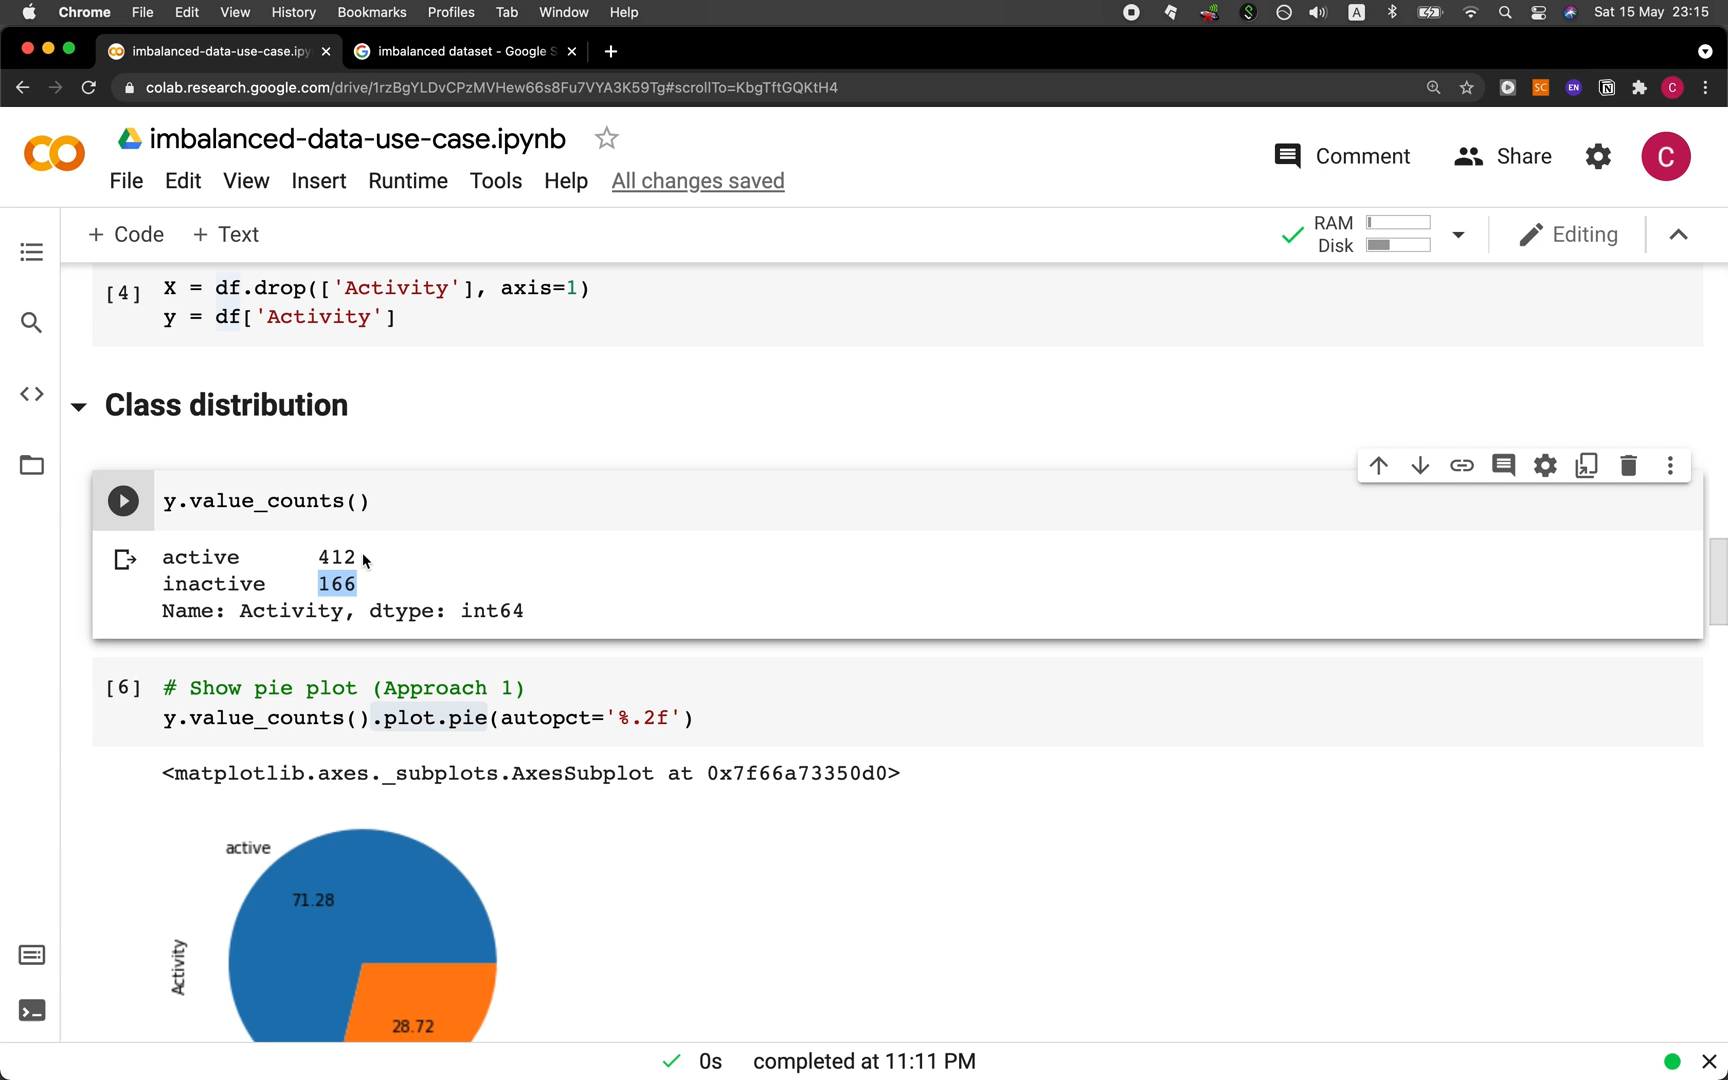 Chrome File Edit View History Bookmarks Profiles Tab Window Help A Sat 15 May 23:15
imbalanced-data-use-case.ipy imbalanced dataset - Google S
colab.research.google.com/drive/1rzBgYLDvCPzMVHew66s8Fu7VYA3K59Tg#scrollTo=KbgTftGQKtH4 SC EN C
imbalanced-data-use-case.ipynb
Comment Share C
File Edit View Insert Runtime Tools Help All changes saved
+ Code + Text RAM Disk Editing
[4] X = df.drop(['Activity'], axis=1)
y = df['Activity']
Class distribution
y.value_counts()
active 412
inactive 166
Name: Activity, dtype: int64
[6] # Show pie plot (Approach 1)
y.value_counts().plot.pie(autopct='%.2f')
<matplotlib.axes._subplots.AxesSubplot at 0x7f66a73350d0>
active
71.28
Activity
28.72
0s completed at 11:11 PM